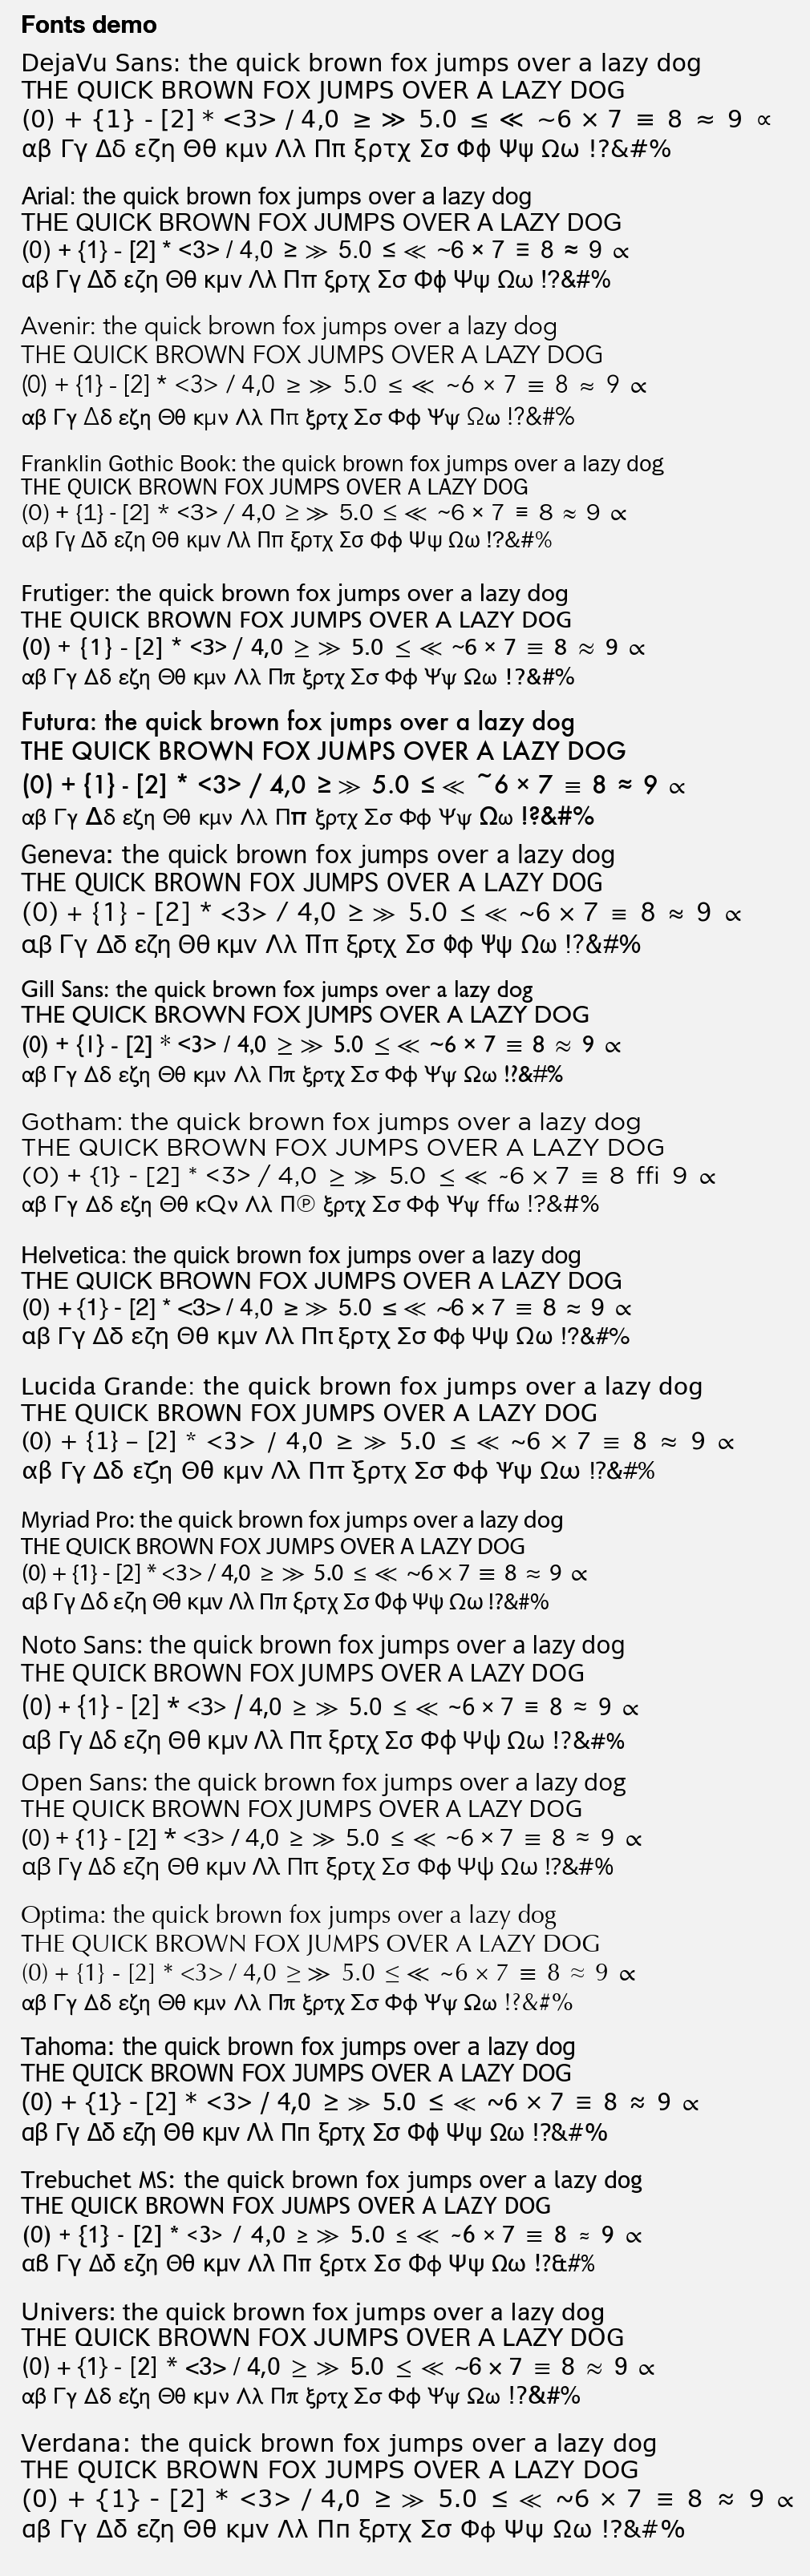 Fonts demo
DejaVu Sans: the quick brown fox jumps over a lazy dog
THE QUICK BROWN FOX JUMPS OVER A LAZY DOG
(0) + {1} - [2] * <3> / 4,0 ≥ ≫ 5.0 ≤ ≪ ~6 × 7 ≡ 8 ≈ 9 ∝
αβ Γγ Δδ εζη Θθ κμν Λλ Ππ ξρτχ Σσ Φϕ Ψψ Ωω !?&#%
Arial: the quick brown fox jumps over a lazy dog
THE QUICK BROWN FOX JUMPS OVER A LAZY DOG
(0) + {1} - [2] * <3> / 4,0 ≥ ≫ 5.0 ≤ ≪ ~6 × 7 ≡ 8 ≈ 9 ∝
αβ Γγ Δδ εζη Θθ κμν Λλ Ππ ξρτχ Σσ Φϕ Ψψ Ωω !?&#%
Avenir: the quick brown fox jumps over a lazy dog
THE QUICK BROWN FOX JUMPS OVER A LAZY DOG
(0) + {1} - [2] * <3> / 4,0 ≥ ≫ 5.0 ≤ ≪ ~6 × 7 ≡ 8 ≈ 9 ∝
αβ Γγ Δδ εζη Θθ κμν Λλ Ππ ξρτχ Σσ Φϕ Ψψ Ωω !?&#%
Franklin Gothic Book: the quick brown fox jumps over a lazy dog
THE QUICK BROWN FOX JUMPS OVER A LAZY DOG
(0) + {1} - [2] * <3> / 4,0 ≥ ≫ 5.0 ≤ ≪ ~6 × 7 ≡ 8 ≈ 9 ∝
αβ Γγ Δδ εζη Θθ κμν Λλ Ππ ξρτχ Σσ Φϕ Ψψ Ωω !?&#%
Frutiger: the quick brown fox jumps over a lazy dog
THE QUICK BROWN FOX JUMPS OVER A LAZY DOG
(0) + {1} - [2] * <3> / 4,0 ≥ ≫ 5.0 ≤ ≪ ~6 × 7 ≡ 8 ≈ 9 ∝
αβ Γγ Δδ εζη Θθ κμν Λλ Ππ ξρτχ Σσ Φϕ Ψψ Ωω !?&#%
Futura: the quick brown fox jumps over a lazy dog
THE QUICK BROWN FOX JUMPS OVER A LAZY DOG
(0) + {1} - [2] * <3> / 4,0 ≥ ≫ 5.0 ≤ ≪ ~6 × 7 ≡ 8 ≈ 9 ∝
αβ Γγ Δδ εζη Θθ κμν Λλ Ππ ξρτχ Σσ Φϕ Ψψ Ωω !?&#%
Geneva: the quick brown fox jumps over a lazy dog
THE QUICK BROWN FOX JUMPS OVER A LAZY DOG
(0) + {1} - [2] * <3> / 4,0 ≥ ≫ 5.0 ≤ ≪ ~6 × 7 ≡ 8 ≈ 9 ∝
αβ Γγ Δδ εζη Θθ κμν Λλ Ππ ξρτχ Σσ Φϕ Ψψ Ωω !?&#%
Gill Sans: the quick brown fox jumps over a lazy dog
THE QUICK BROWN FOX JUMPS OVER A LAZY DOG
(0) + {1} - [2] * <3> / 4,0 ≥ ≫ 5.0 ≤ ≪ ~6 × 7 ≡ 8 ≈ 9 ∝
αβ Γγ Δδ εζη Θθ κμν Λλ Ππ ξρτχ Σσ Φϕ Ψψ Ωω !?&#%
Gotham: the quick brown fox jumps over a lazy dog
THE QUICK BROWN FOX JUMPS OVER A LAZY DOG
(0) + {1} - [2] * <3> / 4,0 ≥ ≫ 5.0 ≤ ≪ ~6 × 7 ≡ 8 ffi 9 ∝
αβ Γγ Δδ εζη Θθ κQν Λλ Π℗ ξρτχ Σσ Φϕ Ψψ ffω !?&#%
Helvetica: the quick brown fox jumps over a lazy dog
THE QUICK BROWN FOX JUMPS OVER A LAZY DOG
(0) + {1} - [2] * <3> / 4,0 ≥ ≫ 5.0 ≤ ≪ ~6 × 7 ≡ 8 ≈ 9 ∝
αβ Γγ Δδ εζη Θθ κμν Λλ Ππ ξρτχ Σσ Φϕ Ψψ Ωω !?&#%
Lucida Grande: the quick brown fox jumps over a lazy dog
THE QUICK BROWN FOX JUMPS OVER A LAZY DOG
(0) + {1} – [2] * <3> / 4,0 ≥ ≫ 5.0 ≤ ≪ ~6 × 7 ≡ 8 ≈ 9 ∝
αβ Γγ Δδ εζη Θθ κμν Λλ Ππ ξρτχ Σσ Φϕ Ψψ Ωω !?&#%
Myriad Pro: the quick brown fox jumps over a lazy dog
THE QUICK BROWN FOX JUMPS OVER A LAZY DOG
(0) + {1} - [2] * <3> / 4,0 ≥ ≫ 5.0 ≤ ≪ ~6 × 7 ≡ 8 ≈ 9 ∝
αβ Γγ Δδ εζη Θθ κμν Λλ Ππ ξρτχ Σσ Φϕ Ψψ Ωω !?&#%
Noto Sans: the quick brown fox jumps over a lazy dog
THE QUICK BROWN FOX JUMPS OVER A LAZY DOG
(0) + {1} - [2] * <3> / 4,0 ≥ ≫ 5.0 ≤ ≪ ~6 × 7 ≡ 8 ≈ 9 ∝
αβ Γγ Δδ εζη Θθ κμν Λλ Ππ ξρτχ Σσ Φϕ Ψψ Ωω !?&#%
Open Sans: the quick brown fox jumps over a lazy dog
THE QUICK BROWN FOX JUMPS OVER A LAZY DOG
(0) + {1} - [2] * <3> / 4,0 ≥ ≫ 5.0 ≤ ≪ ~6 × 7 ≡ 8 ≈ 9 ∝
αβ Γγ Δδ εζη Θθ κμν Λλ Ππ ξρτχ Σσ Φϕ Ψψ Ωω !?&#%
Optima: the quick brown fox jumps over a lazy dog
THE QUICK BROWN FOX JUMPS OVER A LAZY DOG
(0) + {1} - [2] * <3> / 4,0 ≥ ≫ 5.0 ≤ ≪ ~6 × 7 ≡ 8 ≈ 9 ∝
αβ Γγ Δδ εζη Θθ κμν Λλ Ππ ξρτχ Σσ Φϕ Ψψ Ωω !?&#%
Tahoma: the quick brown fox jumps over a lazy dog
THE QUICK BROWN FOX JUMPS OVER A LAZY DOG
(0) + {1} - [2] * <3> / 4,0 ≥ ≫ 5.0 ≤ ≪ ~6 × 7 ≡ 8 ≈ 9 ∝
αβ Γγ Δδ εζη Θθ κμν Λλ Ππ ξρτχ Σσ Φϕ Ψψ Ωω !?&#%
Trebuchet MS: the quick brown fox jumps over a lazy dog
THE QUICK BROWN FOX JUMPS OVER A LAZY DOG
(0) + {1} - [2] * <3> / 4,0 ≥ ≫ 5.0 ≤ ≪ ~6 × 7 ≡ 8 ≈ 9 ∝
αβ Γγ Δδ εζη Θθ κμν Λλ Ππ ξρτχ Σσ Φϕ Ψψ Ωω !?&#%
Univers: the quick brown fox jumps over a lazy dog
THE QUICK BROWN FOX JUMPS OVER A LAZY DOG
(0) + {1} - [2] * <3> / 4,0 ≥ ≫ 5.0 ≤ ≪ ~6 × 7 ≡ 8 ≈ 9 ∝
αβ Γγ Δδ εζη Θθ κμν Λλ Ππ ξρτχ Σσ Φϕ Ψψ Ωω !?&#%
Verdana: the quick brown fox jumps over a lazy dog
THE QUICK BROWN FOX JUMPS OVER A LAZY DOG
(0) + {1} - [2] * <3> / 4,0 ≥ ≫ 5.0 ≤ ≪ ~6 × 7 ≡ 8 ≈ 9 ∝
αβ Γγ Δδ εζη Θθ κμν Λλ Ππ ξρτχ Σσ Φϕ Ψψ Ωω !?&#%